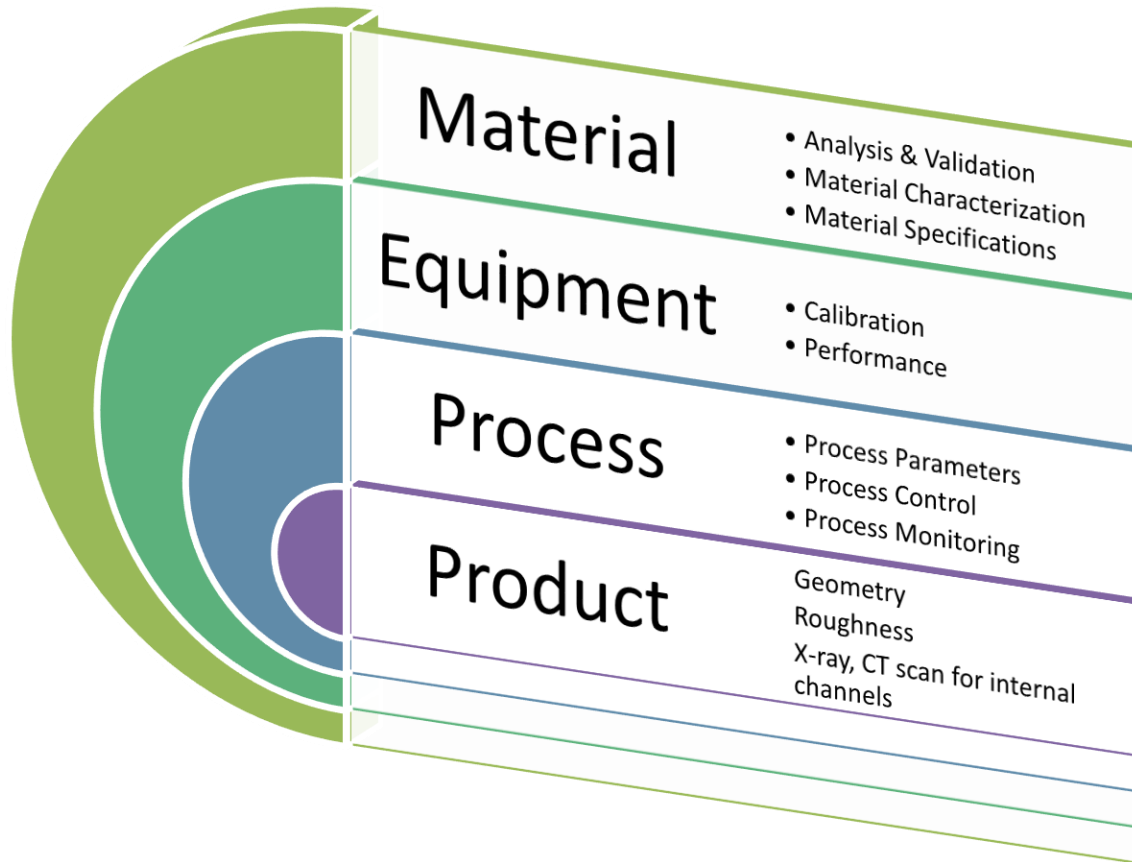 Material
• Analysis & Validation
• Material Characterization
• Material Specifications
Equipment
• Calibration
• Performance
Process
• Process Parameters
• Process Control
• Process Monitoring
Product
Geometry
Roughness
X-ray, CT scan for internal
channels